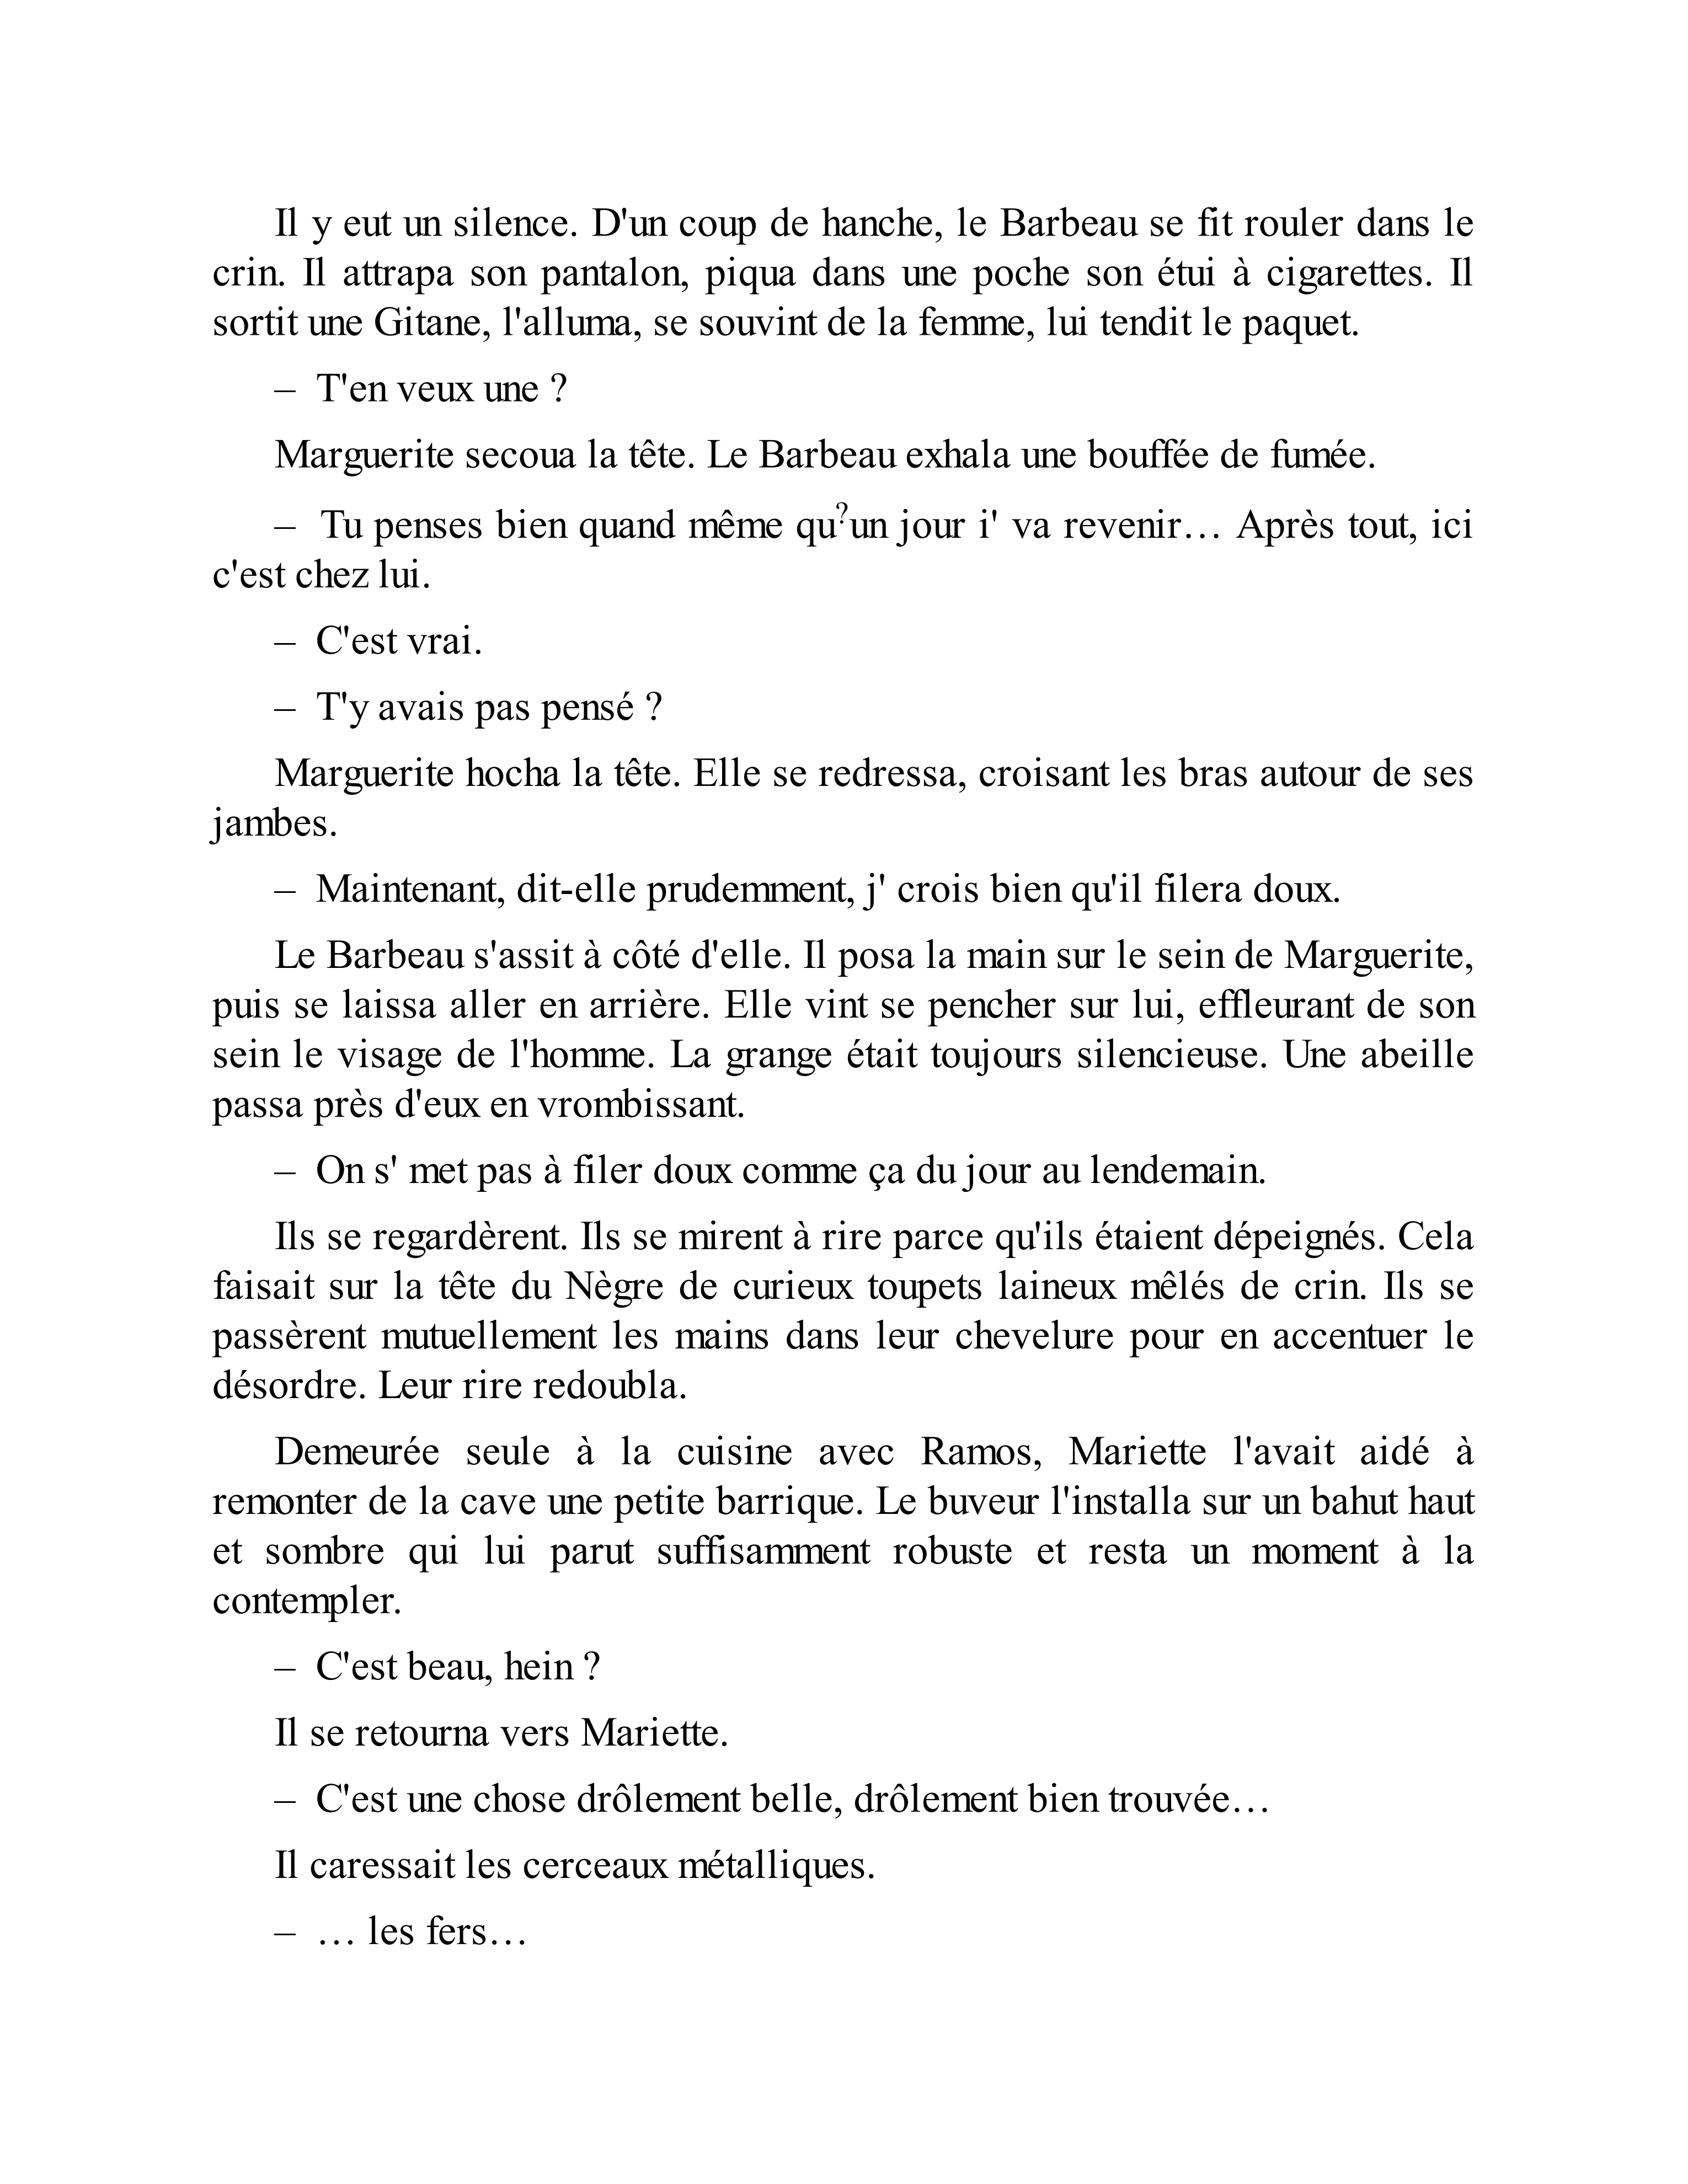 Il y eut un silence. D'un coup de hanche, le Barbeau se fit rouler dans le
crin. Il attrapa son pantalon, piqua dans une poche son étui à cigarettes. Il
sortit une Gitane, l'alluma, se souvint de la femme, lui tendit le paquet.
– T'en veux une ?
Marguerite secoua la tête. Le Barbeau exhala une bouffée de fumée.
– Tu penses bien quand même qu?un jour i' va revenir… Après tout, ici
c'est chez lui.
– C'est vrai.
– T'y avais pas pensé ?
Marguerite hocha la tête. Elle se redressa, croisant les bras autour de ses
jambes.
– Maintenant, dit-elle prudemment, j' crois bien qu'il filera doux.
Le Barbeau s'assit à côté d'elle. Il posa la main sur le sein de Marguerite,
puis se laissa aller en arrière. Elle vint se pencher sur lui, effleurant de son
sein le visage de l'homme. La grange était toujours silencieuse. Une abeille
passa près d'eux en vrombissant.
– On s' met pas à filer doux comme ça du jour au lendemain.
Ils se regardèrent. Ils se mirent à rire parce qu'ils étaient dépeignés. Cela
faisait sur la tête du Nègre de curieux toupets laineux mêlés de crin. Ils se
passèrent mutuellement les mains dans leur chevelure pour en accentuer le
désordre. Leur rire redoubla.
Demeurée seule à la cuisine avec Ramos, Mariette l'avait aidé à
remonter de la cave une petite barrique. Le buveur l'installa sur un bahut haut
et sombre qui lui parut suffisamment robuste et resta un moment à la
contempler.
– C'est beau, hein ?
Il se retourna vers Mariette.
– C'est une chose drôlement belle, drôlement bien trouvée…
Il caressait les cerceaux métalliques.
– … les fers…